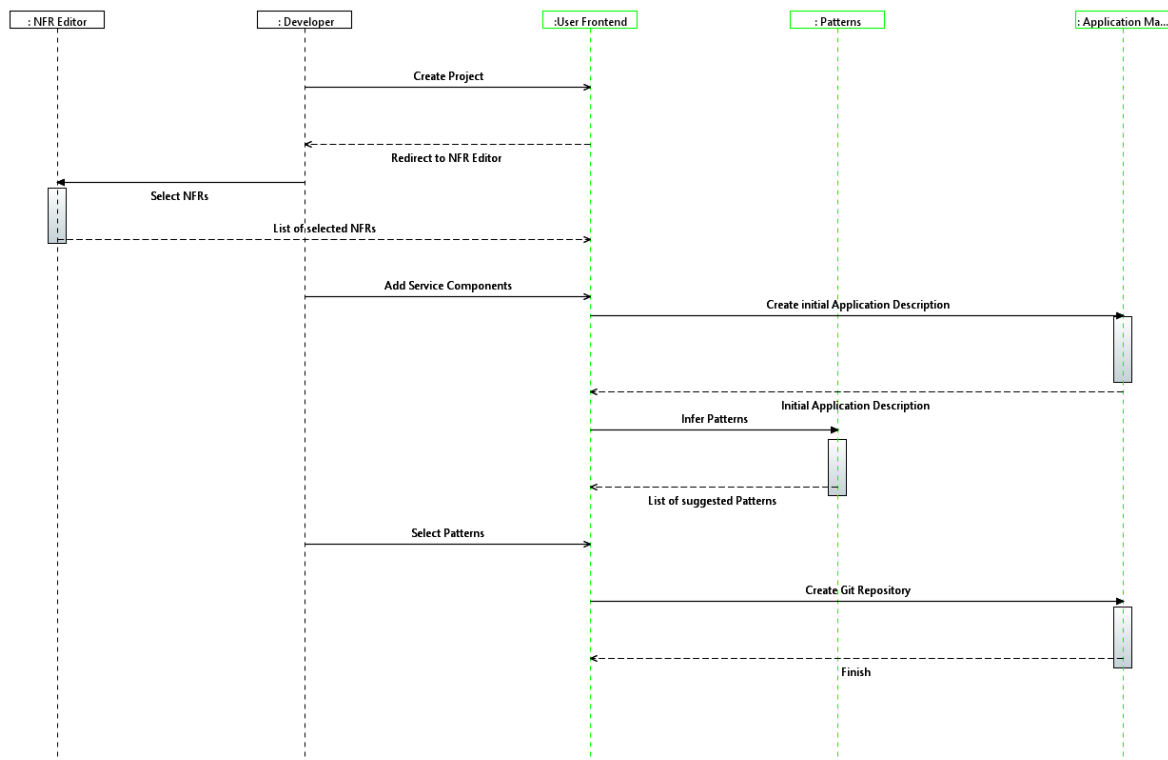 : NFR Editor
: Developer
:User Frontend
: Patterns
: Application Ma...
Create Project
Redirect to NFR Editor
Select NFRs
List of selected NFRs
Add Service Components
Create initial Application Description
Initial Application Description
Infer Patterns
List of suggested Patterns
Select Patterns
Create Git Repository
Finish